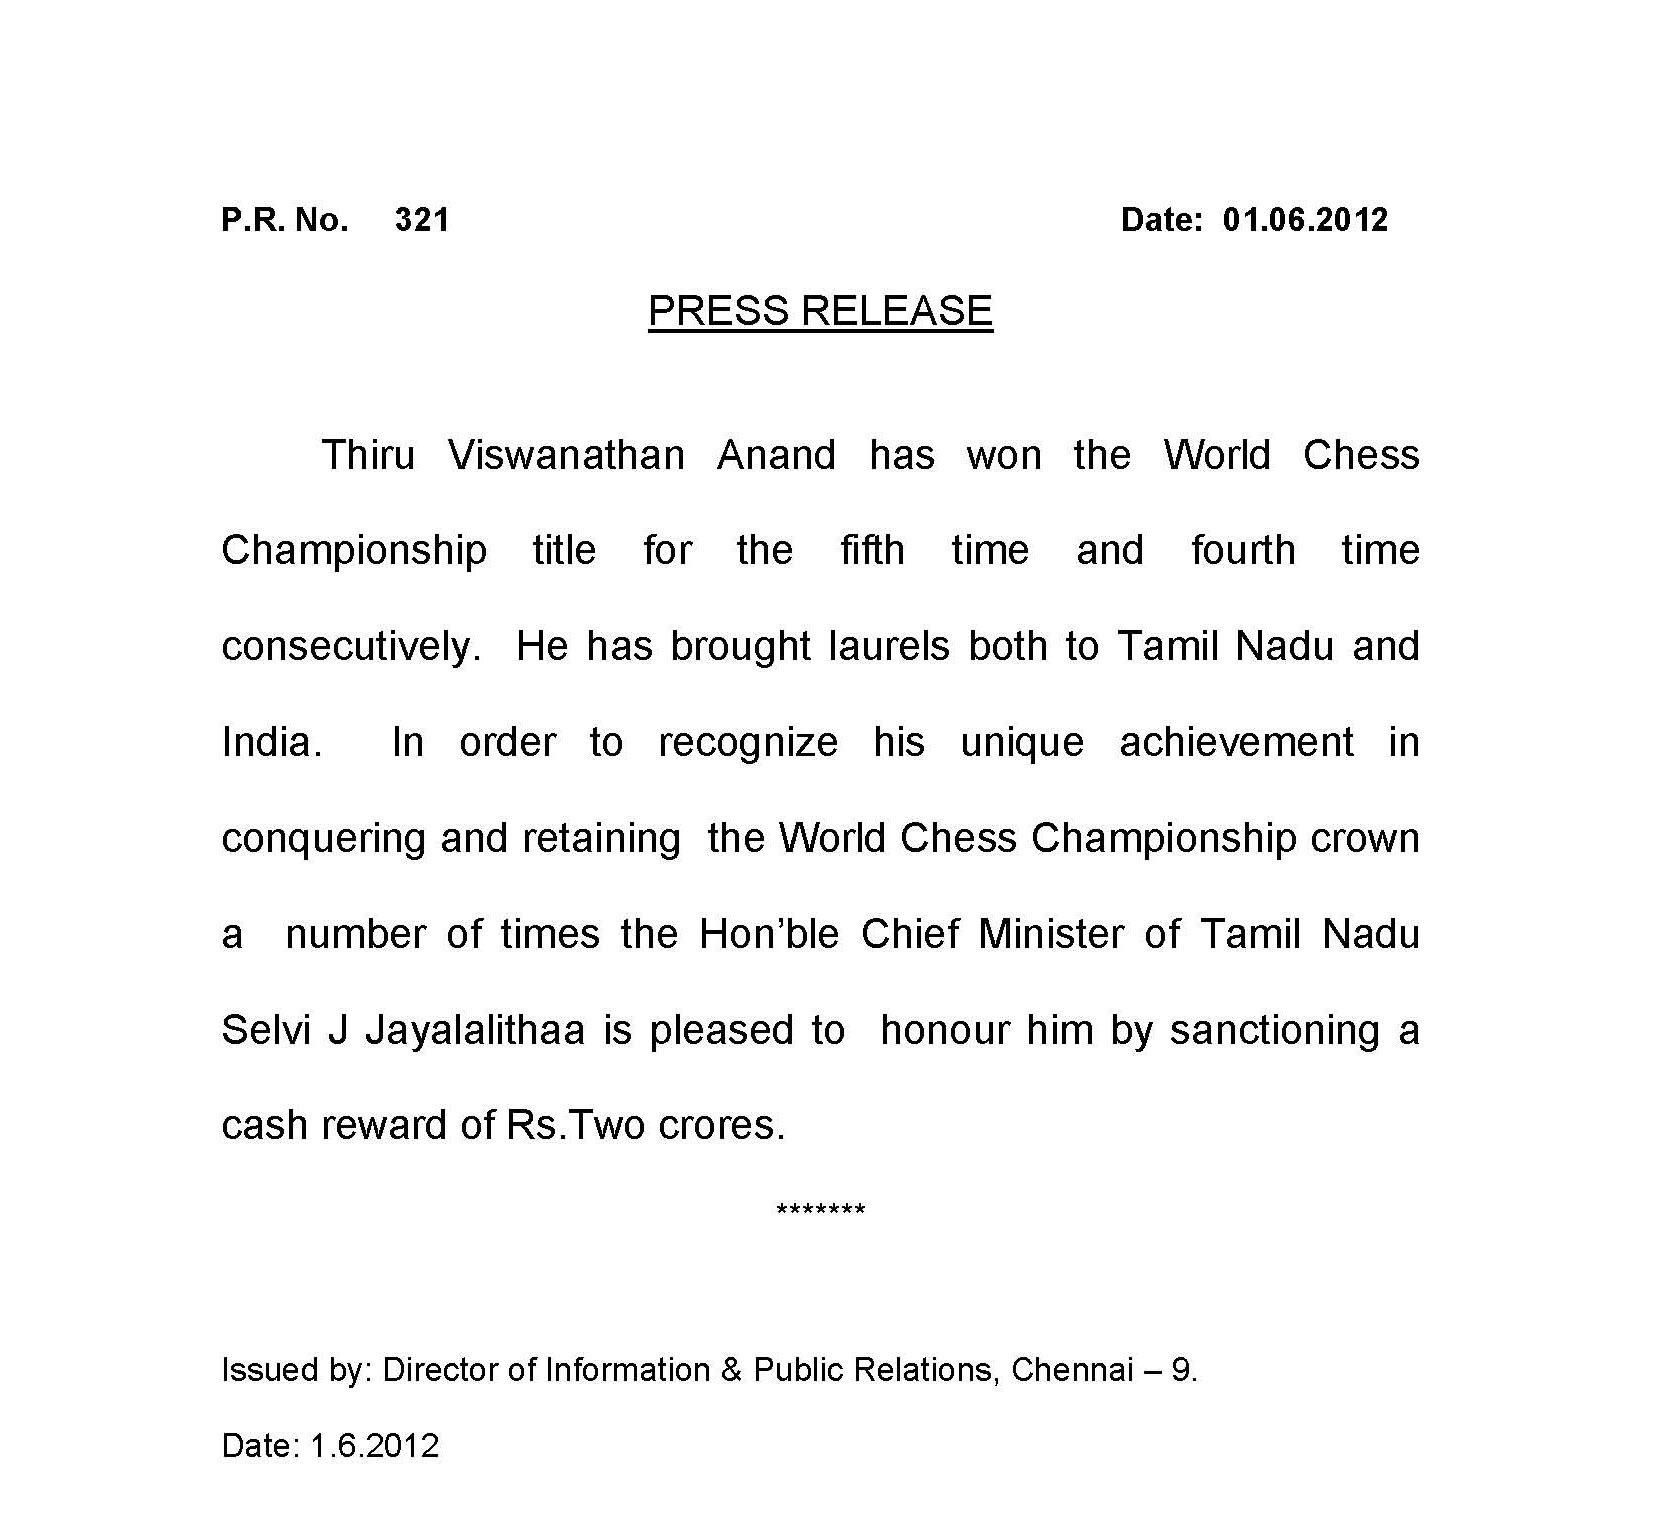 P.R. No. 321 Date: 01.06.2012
PRESS RELEASE
Thiru Viswanathan Anand has won the World Chess
Championship title for the fifth time and fourth time
consecutively. He has brought laurels both to Tamil Nadu and
India. In order to recognize his unique achievement in
conquering and retaining the World Chess Championship crown
a number of times the Hon’ble Chief Minister of Tamil Nadu
Selvi J Jayalalithaa is pleased to honour him by sanctioning a
cash reward of Rs.Two crores.
*******
Issued by: Director of Information & Public Relations, Chennai – 9.
Date: 1.6.2012